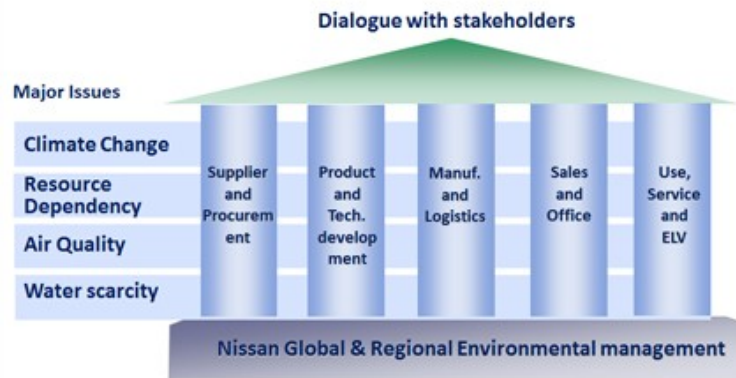 Dialogue with stakeholders
Major Issues
Climate Change
Resource
Dependency
Air Quality
Water scarcity
Supplier
and
Procurem
ent
Product
and
Tech.
develop
ment
Manuf.
and
Logistics
Sales
and
Office
Use,
Service
and
ELV
Nissan Global & Regional Environmental management